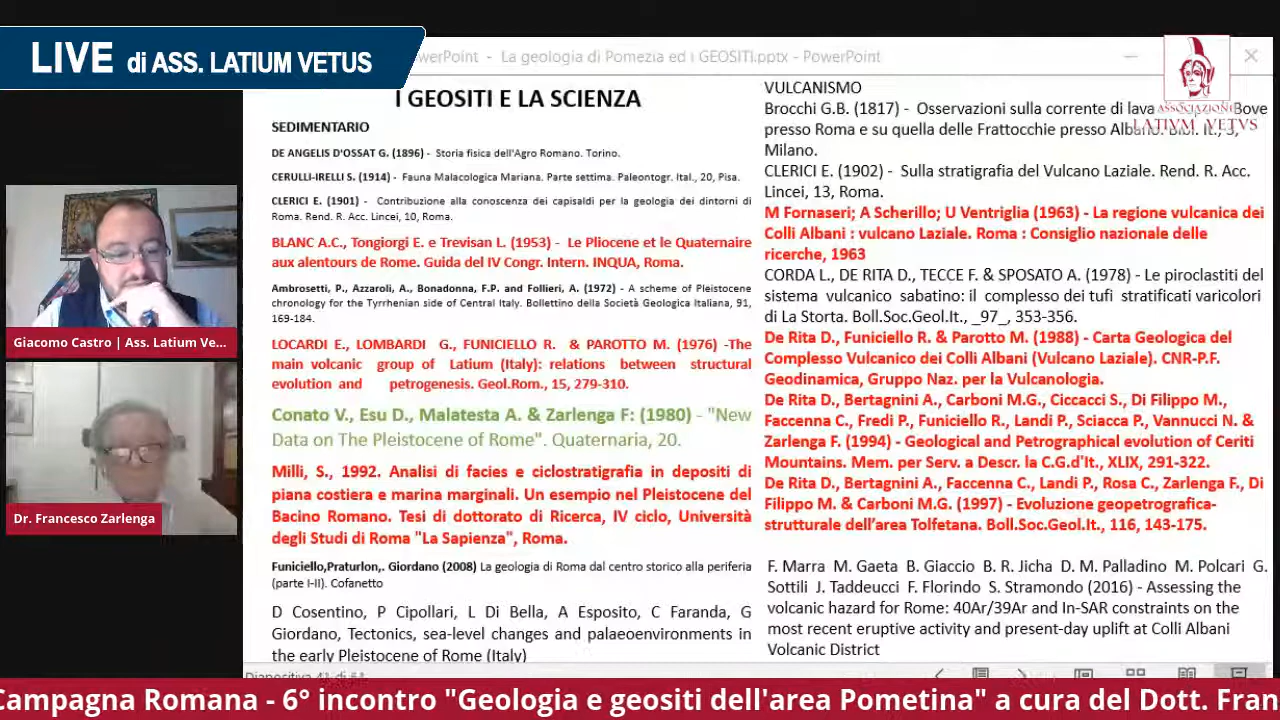 LIVE di ASS. LATIUM VETUS
PowerPoint - La geologia di Pomezia ed i GEOSITI.pptx - PowerPoint
I GEOSITI E LA SCIENZA
SEDIMENTARIO
DE ANGELIS D'OSSAT G. (1896) - Storia fisica dell'Agro Romano. Torino.
CERULLI-IRELLI S. (1914) - Fauna Malacologica Mariana. Parte settima. Paleontogr. Ital., 20, Pisa.
CLERICI E. (1901) - Contribuzione alla conoscenza dei capisaldi per la geologia dei dintorni di
Roma. Rend. R. Acc. Lincei, 10, Roma.
BLANC A.C., Tongiorgi E. e Trevisan L. (1953) - Le Pliocene et le Quaternaire
aux alentours de Rome. Guida del IV Congr. Intern. INQUA, Roma.
Ambrosetti, P., Azzaroli, A., Bonadonna, F.P. and Follieri, A. (1972) - A scheme of Pleistocene
chronology for the Tyrrhenian side of Central Italy. Bollettino della Società Geologica Italiana, 91,
169-184.
LOCARDI E., LOMBARDI G., FUNICIELLO R. & PAROTTO M. (1976) -The
main volcanic group of Latium (Italy): relations between structural
evolution and petrogenesis. Geol.Rom., 15, 279-310.
Conato V., Esu D., Malatesta A. & Zarlenga F: (1980) - "New
Data on The Pleistocene of Rome". Quaternaria, 20.
Milli, S., 1992. Analisi di facies e ciclostratigrafia in depositi di
piana costiera e marina marginali. Un esempio nel Pleistocene del
Bacino Romano. Tesi di dottorato di Ricerca, IV ciclo, Università
degli Studi di Roma "La Sapienza", Roma.
Funiciello,Praturlon,. Giordano (2008) La geologia di Roma dal centro storico alla periferia
(parte I-II). Cofanetto
D Cosentino, P Cipollari, L Di Bella, A Esposito, C Faranda, G
Giordano, Tectonics, sea-level changes and palaeoenvironments in
the early Pleistocene of Rome (Italy)
VULCANISMO
Brocchi G.B. (1817) - Osservazioni sulla corrente di lava Bove
presso Roma e su quella delle Frattocchie presso Albano. Bibl. It., 5,
Milano.
CLERICI E. (1902) - Sulla stratigrafia del Vulcano Laziale. Rend. R. Acc.
Lincei, 13, Roma.
M Fornaseri; A Scherillo; U Ventriglia (1963) - La regione vulcanica dei
Colli Albani : vulcano Laziale. Roma : Consiglio nazionale delle
ricerche, 1963
CORDA L., DE RITA D., TECCE F. & SPOSATO A. (1978) - Le piroclastiti del
sistema vulcanico sabatino: il complesso dei tufi stratificati varicolori
di La Storta. Boll.Soc.Geol.It., _97_, 353-356.
De Rita D., Funiciello R. & Parotto M. (1988) - Carta Geologica del
Complesso Vulcanico dei Colli Albani (Vulcano Laziale). CNR-P.F.
Geodinamica, Gruppo Naz. per la Vulcanologia.
De Rita D., Bertagnini A., Carboni M.G., Ciccacci S., Di Filippo M.,
Faccenna C., Fredi P., Funiciello R., Landi P., Sciacca P., Vannucci N. &
Zarlenga F. (1994) - Geological and Petrographical evolution of Ceriti
Mountains. Mem. per Serv. a Descr. la C.G.d'It., XLIX, 291-322.
De Rita D., Bertagnini A., Faccenna C., Landi P., Rosa C., Zarlenga F., Di
Filippo M. & Carboni M.G. (1997) - Evoluzione geopetrografica-
strutturale dell'area Tolfetana. Boll.Soc.Geol.It., 116, 143-175.
F. Marra M. Gaeta B. Giaccio B. R. Jicha D. M. Palladino M. Polcari G.
Sottili J. Taddeucci F. Florindo S. Stramondo (2016) - Assessing the
volcanic hazard for Rome: 40Ar/39Ar and In-SAR constraints on the
most recent eruptive activity and present-day uplift at Colli Albani
Volcanic District
ASSOCIAZIONE
LATIVM VETVS
Giacomo Castro | Ass. Latium Ve...
Dr. Francesco Zarlenga
Diapositiva 41 di
Campagna Romana - 6° incontro "Geologia e geositi dell'area Pometina" a cura del Dott. Fran